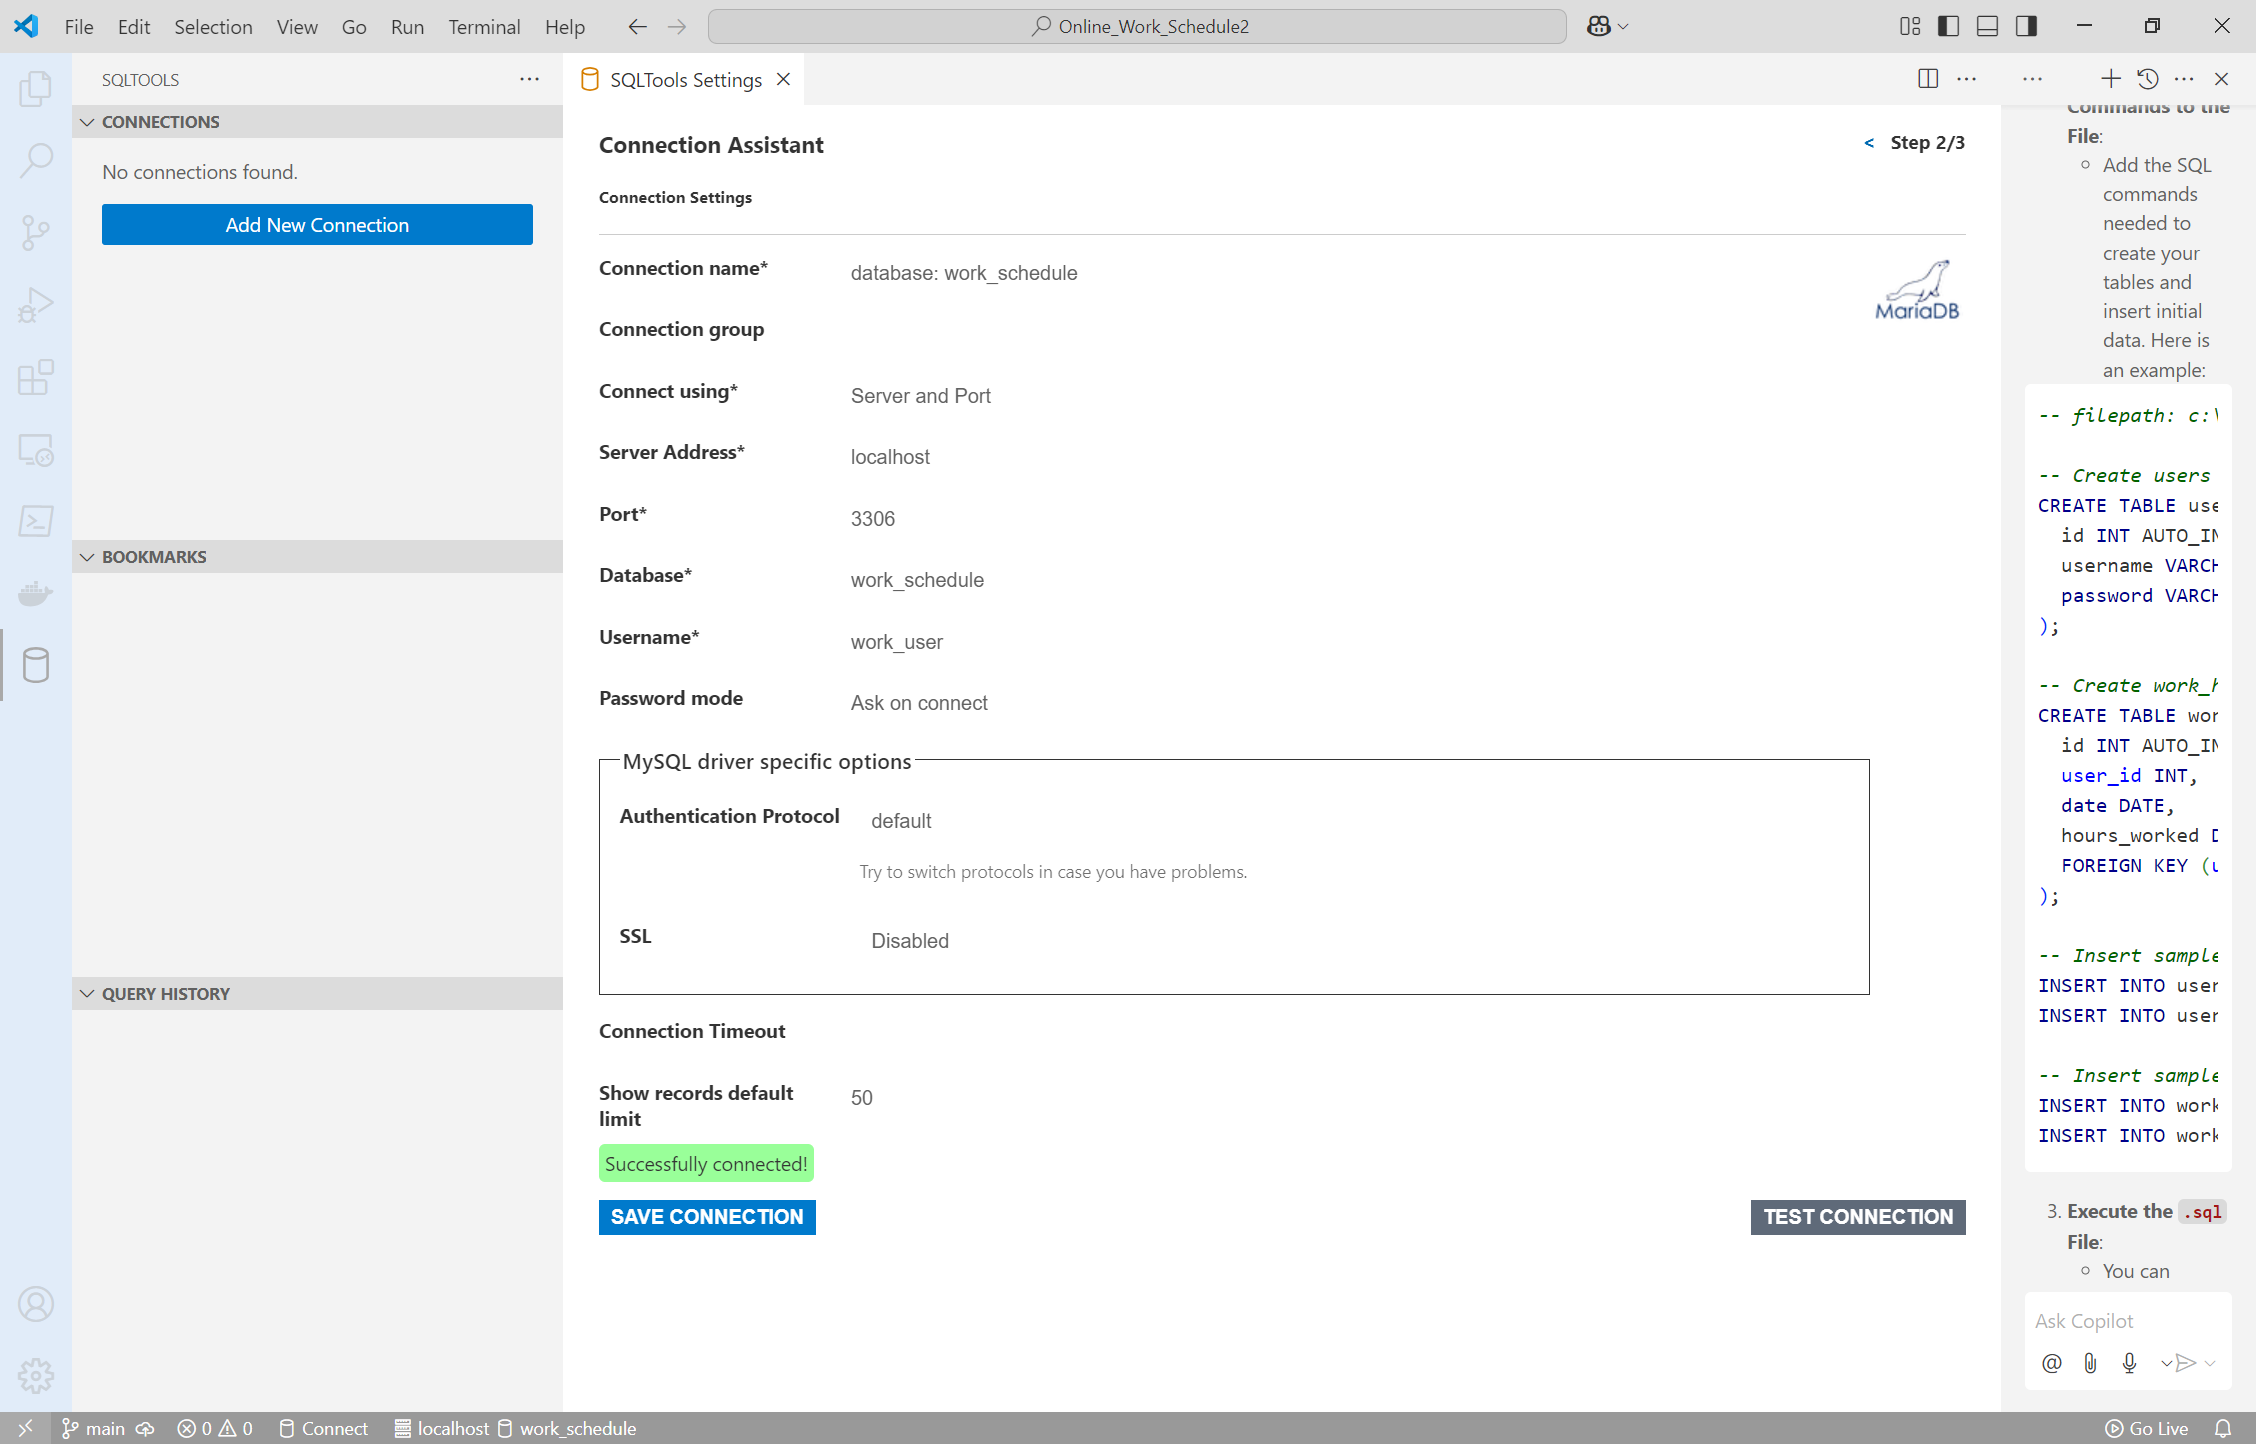 File Edit Selection View Go Run Terminal Help
Online_Work_Schedule2
SQLTOOLS
CONNECTIONS
No connections found.
Add New Connection
BOOKMARKS
QUERY HISTORY
SQLTools Settings
Connection Assistant
< Step 2/3
Connection Settings
Connection name* database: work_schedule
MariaDB
Connection group
Connect using* Server and Port
Server Address* localhost
Port* 3306
Database* work_schedule
Username* work_user
Password mode Ask on connect
MySQL driver specific options
Authentication Protocol default
Try to switch protocols in case you have problems.
SSL Disabled
Connection Timeout
Show records default
limit
50
Successfully connected!
SAVE CONNECTION
TEST CONNECTION
Commands to the
File:
Add the SQL
commands
needed to
create your
tables and
insert initial
data. Here is
an example:
-- filepath: c:\
-- Create users
CREATE TABLE use
id INT AUTO_IN
username VARCH
password VARCH
);
-- Create work_h
CREATE TABLE wor
id INT AUTO_IN
user_id INT,
date DATE,
hours_worked D
FOREIGN KEY (u
);
-- Insert sample
INSERT INTO user
INSERT INTO user
-- Insert sample
INSERT INTO work
INSERT INTO work
3. Execute the .sql
File:
You can
Ask Copilot
main 0 0 Connect localhost work_schedule
Go Live